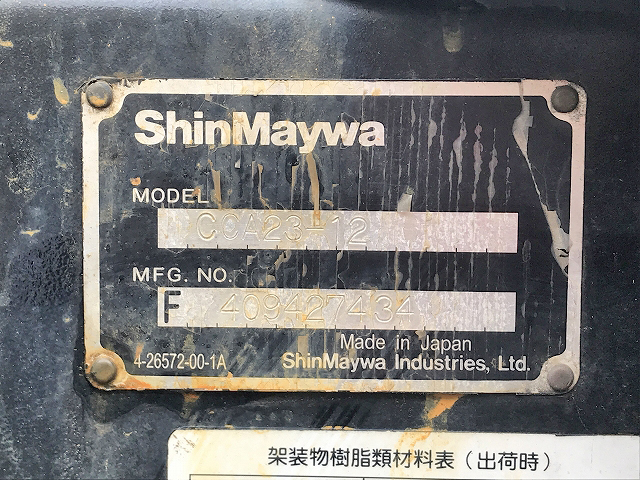 ShinMaywa
MODEL
C9A23-12
MFG. NO.
F 409427434
Made in Japan
4-26572-00-1A ShinMaywa Industries, Ltd.
架装物樹脂類材料表（出荷時）